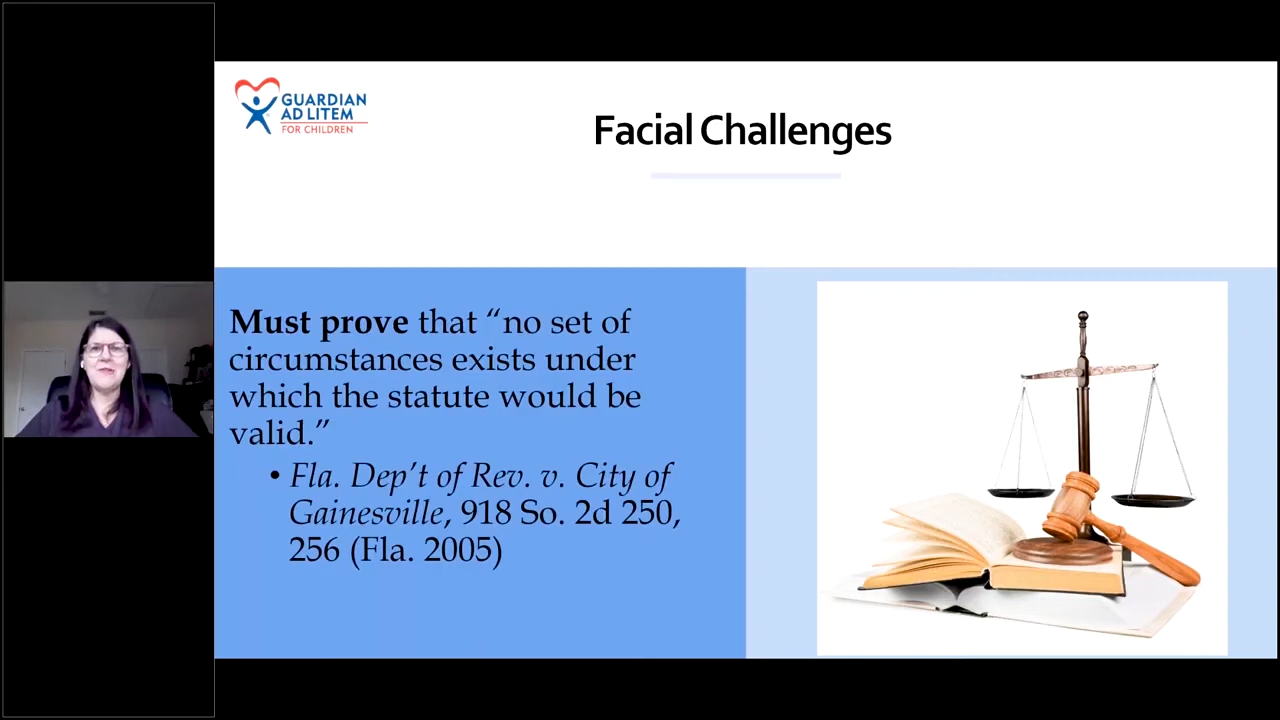 GUARDIAN
AD LITEM
FOR CHILDREN
Facial Challenges
Must prove that “no set of
circumstances exists under
which the statute would be
valid.”
• Fla. Dep’t of Rev. v. City of
Gainesville, 918 So. 2d 250,
256 (Fla. 2005)